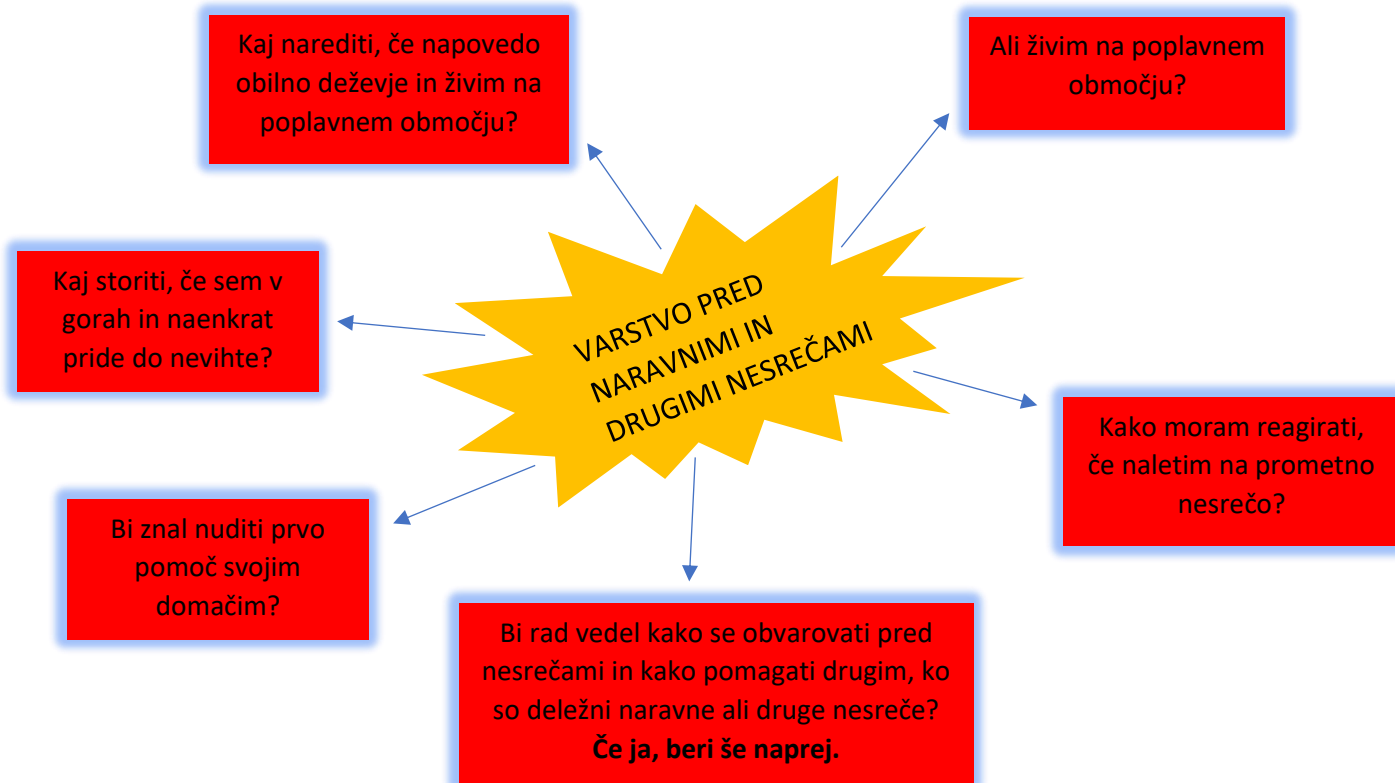 Kaj narediti, če napovedo
obilno deževje in živim na
poplavnem območju?
Ali živim na poplavnem
območju?
Kaj storiti, če sem v
gorah in naenkrat
pride do nevihte?
VARSTVO PRED
NARAVNIMI IN
DRUGIMI NESREČAMI
Kako moram reagirati,
če naletim na prometno
nesrečo?
Bi znal nuditi prvo
pomoč svojim
domačim?
Bi rad vedel kako se obvarovati pred
nesrečami in kako pomagati drugim, ko
so deležni naravne ali druge nesreče?
Če ja, beri še naprej.